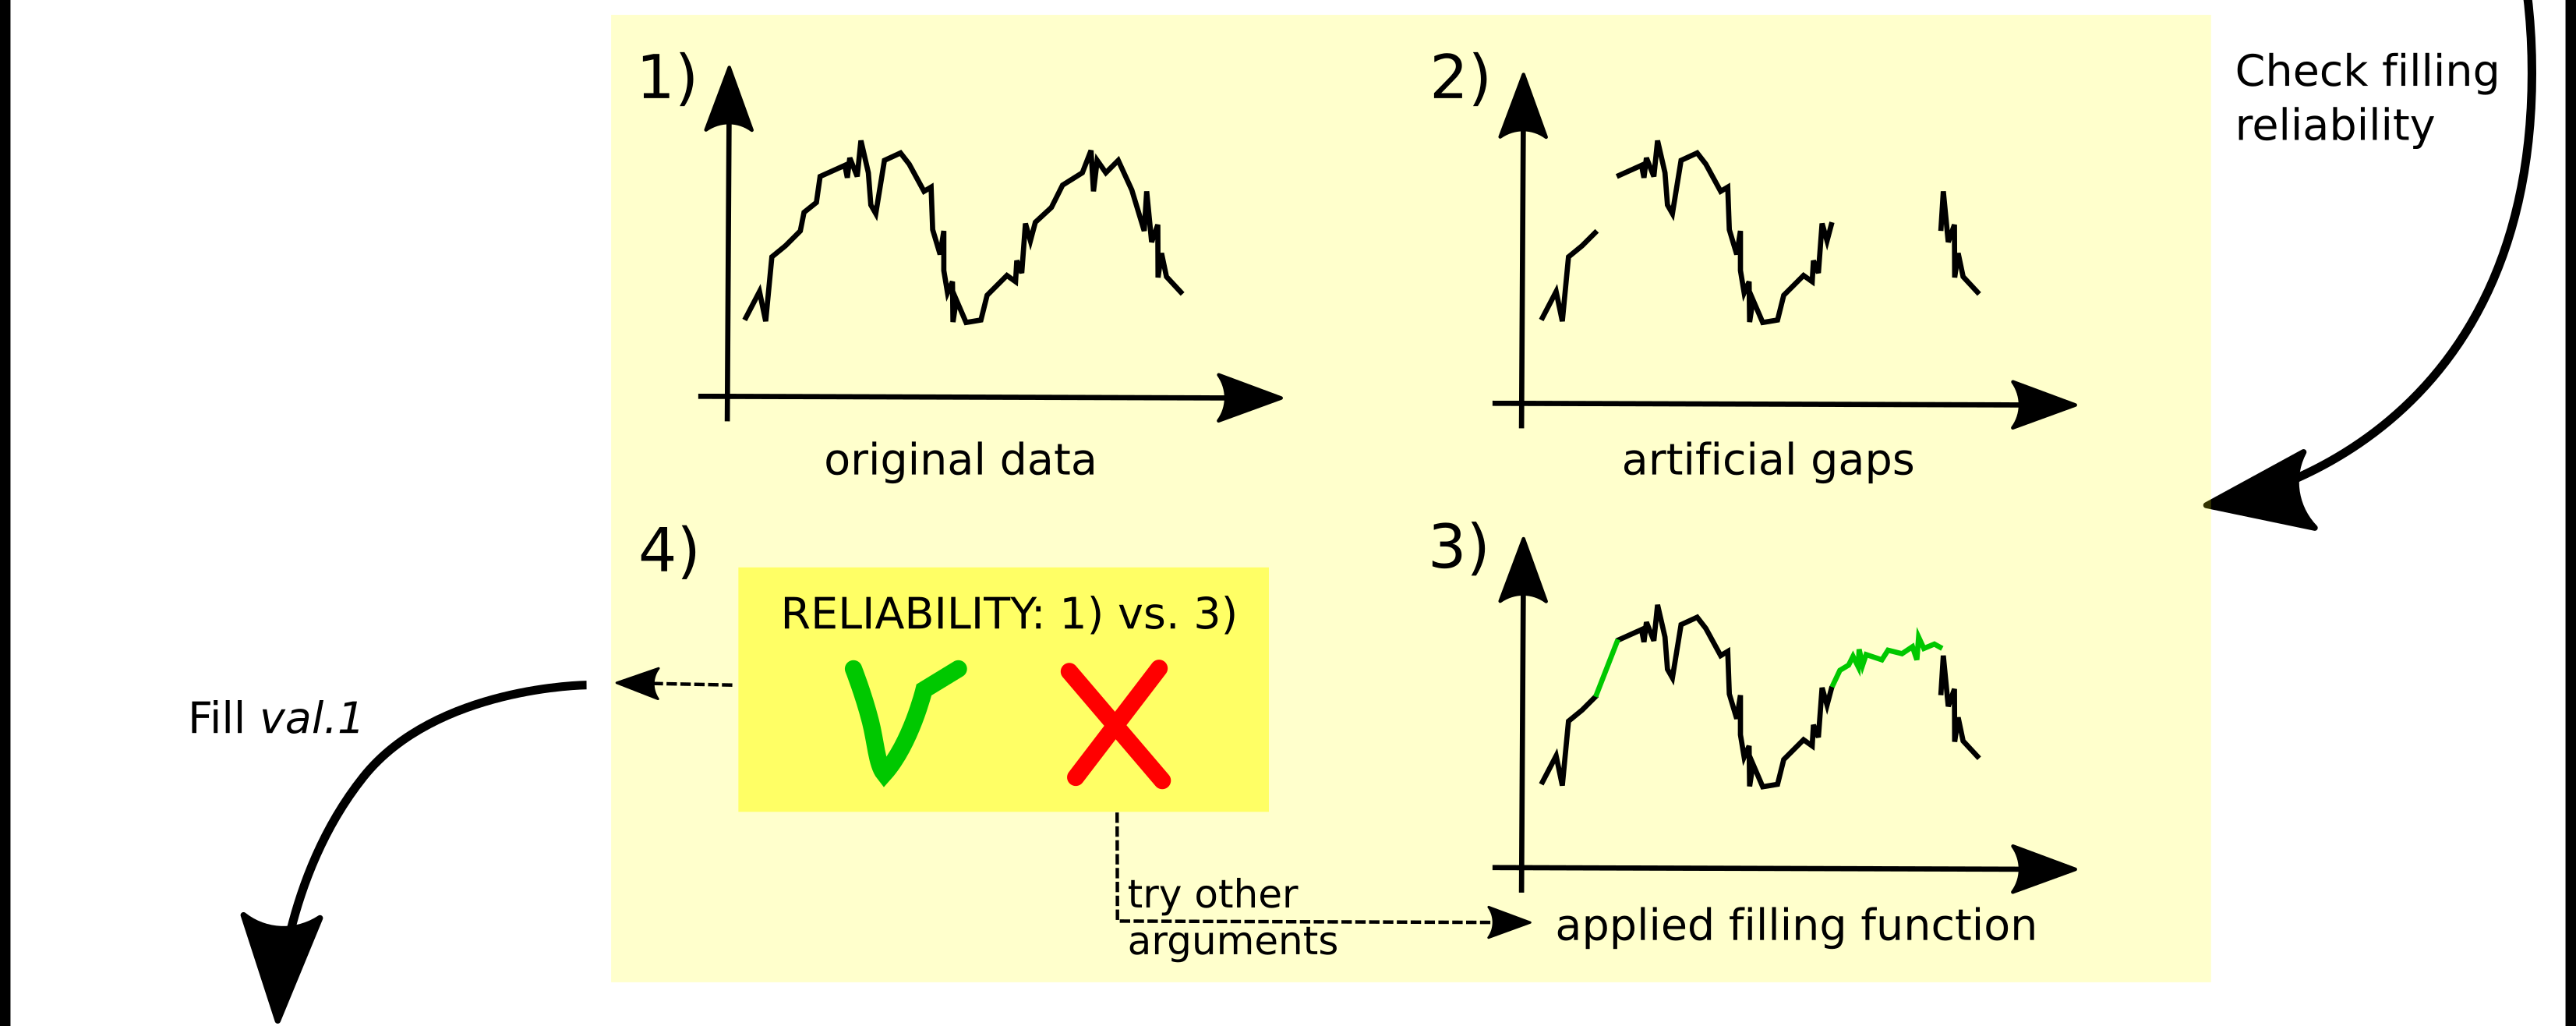 1)
2)
Check filling
reliability
original data
artificial gaps
4)
3)
RELIABILITY: 1) vs. 3)
Fill val.1
try other
arguments
applied filling function